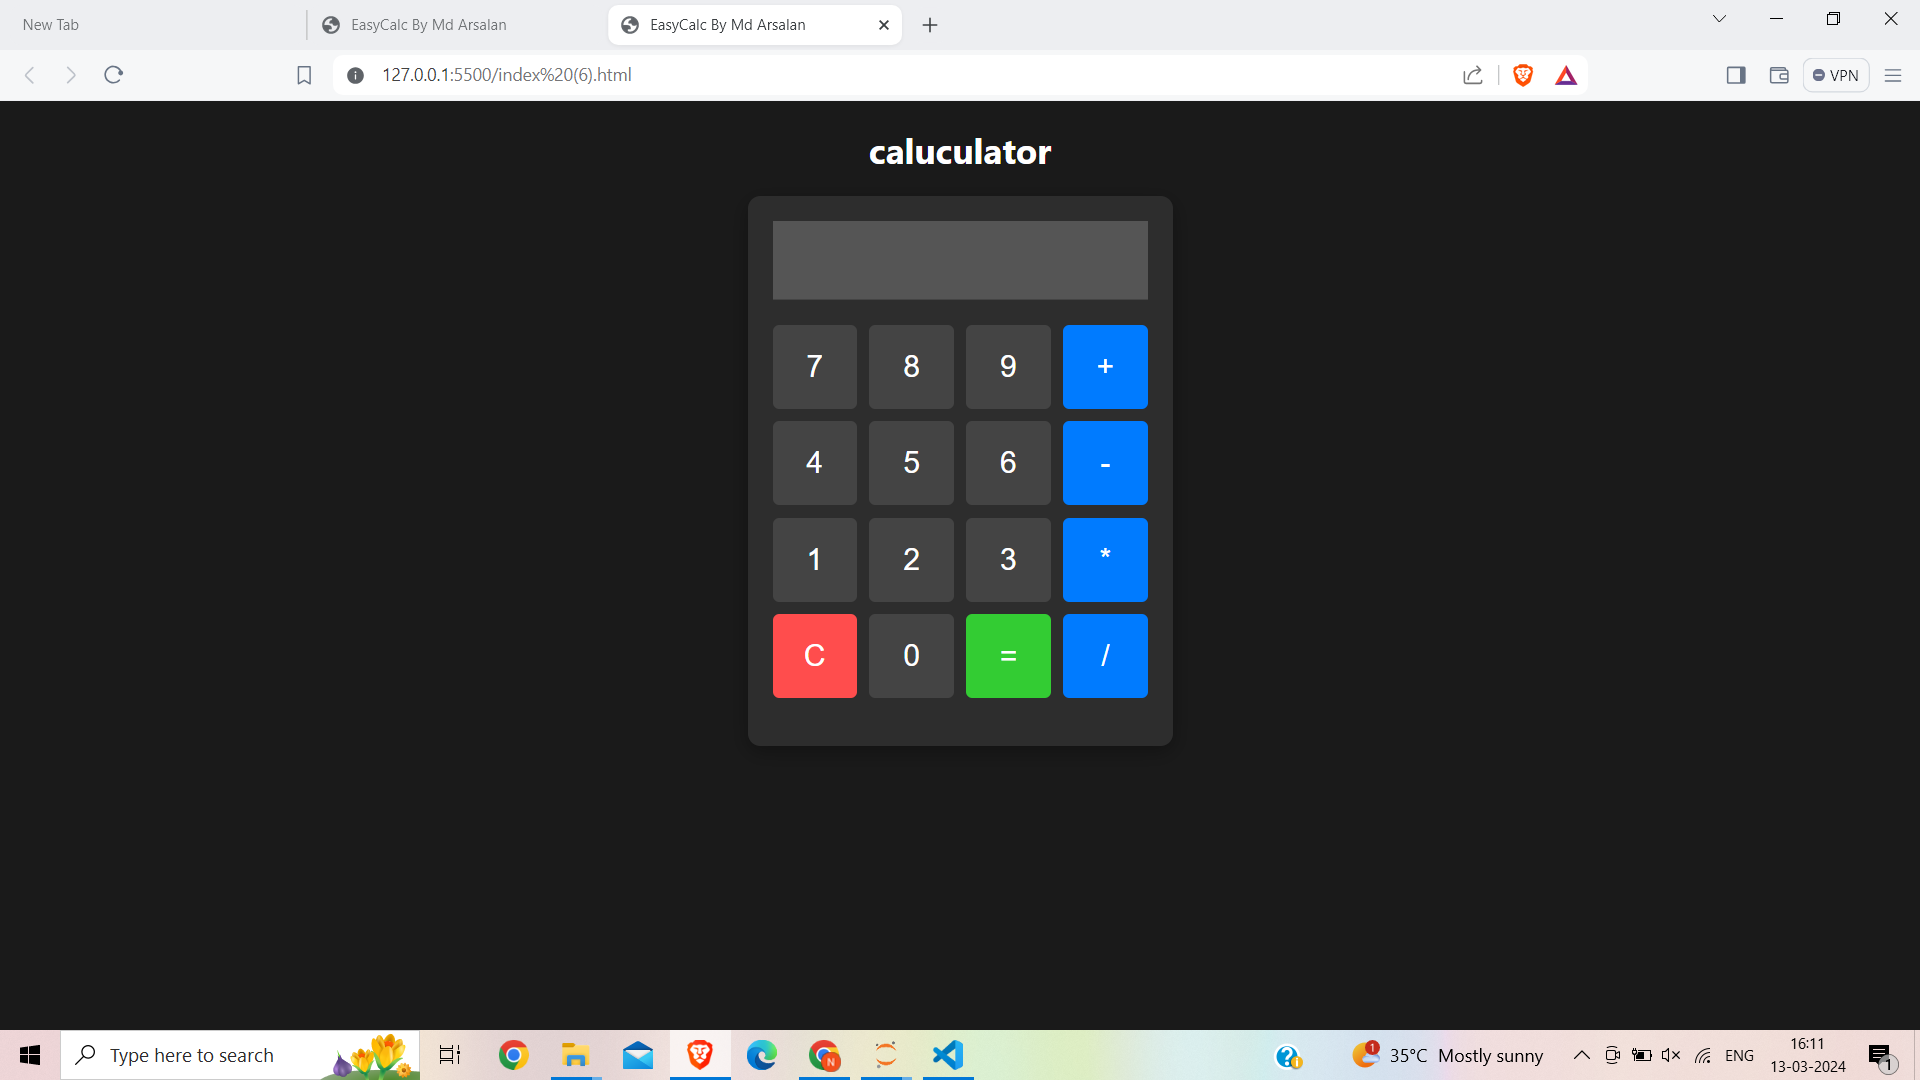 New Tab
EasyCalc By Md Arsalan
EasyCalc By Md Arsalan
127.0.0.1:5500/index%20(6).html
VPN
caluculator
7 8 9 +
4 5 6 -
1 2 3 *
C 0 = /
Type here to search
N
35°C Mostly sunny
1
ENG
16:11
13-03-2024
1